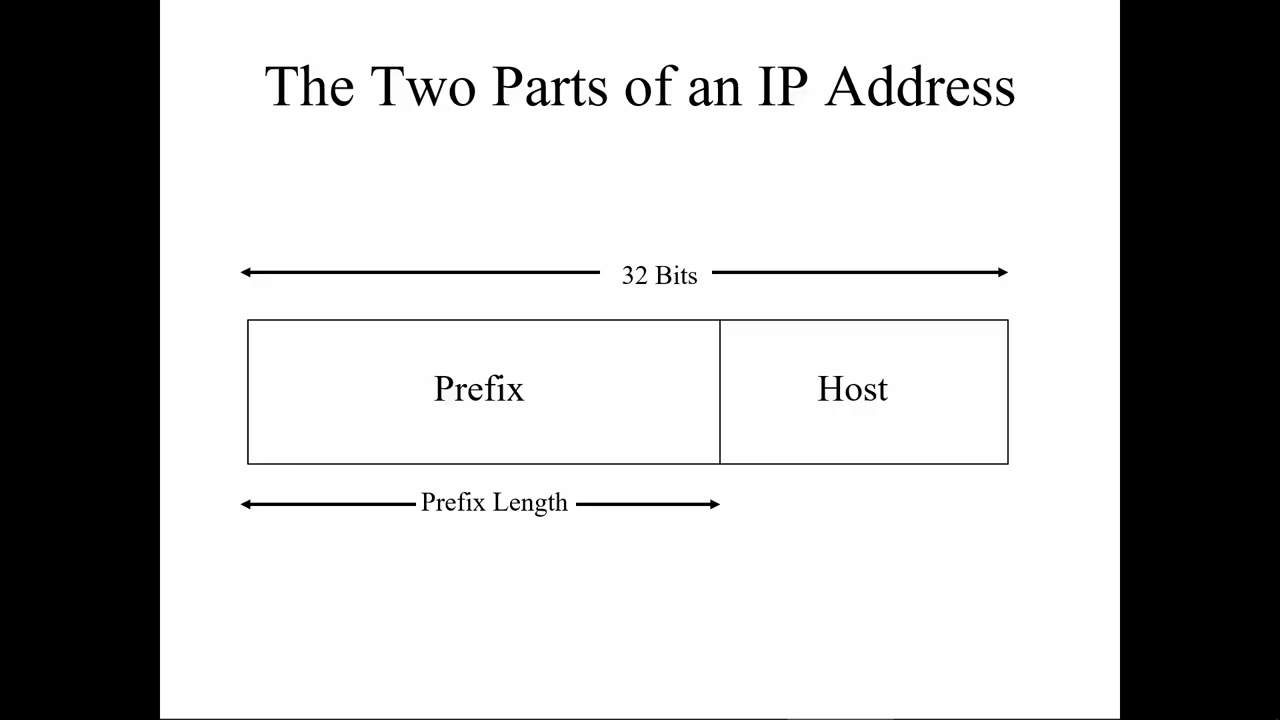 The Two Parts of an IP Address
32 Bits
Prefix
Host
Prefix Length